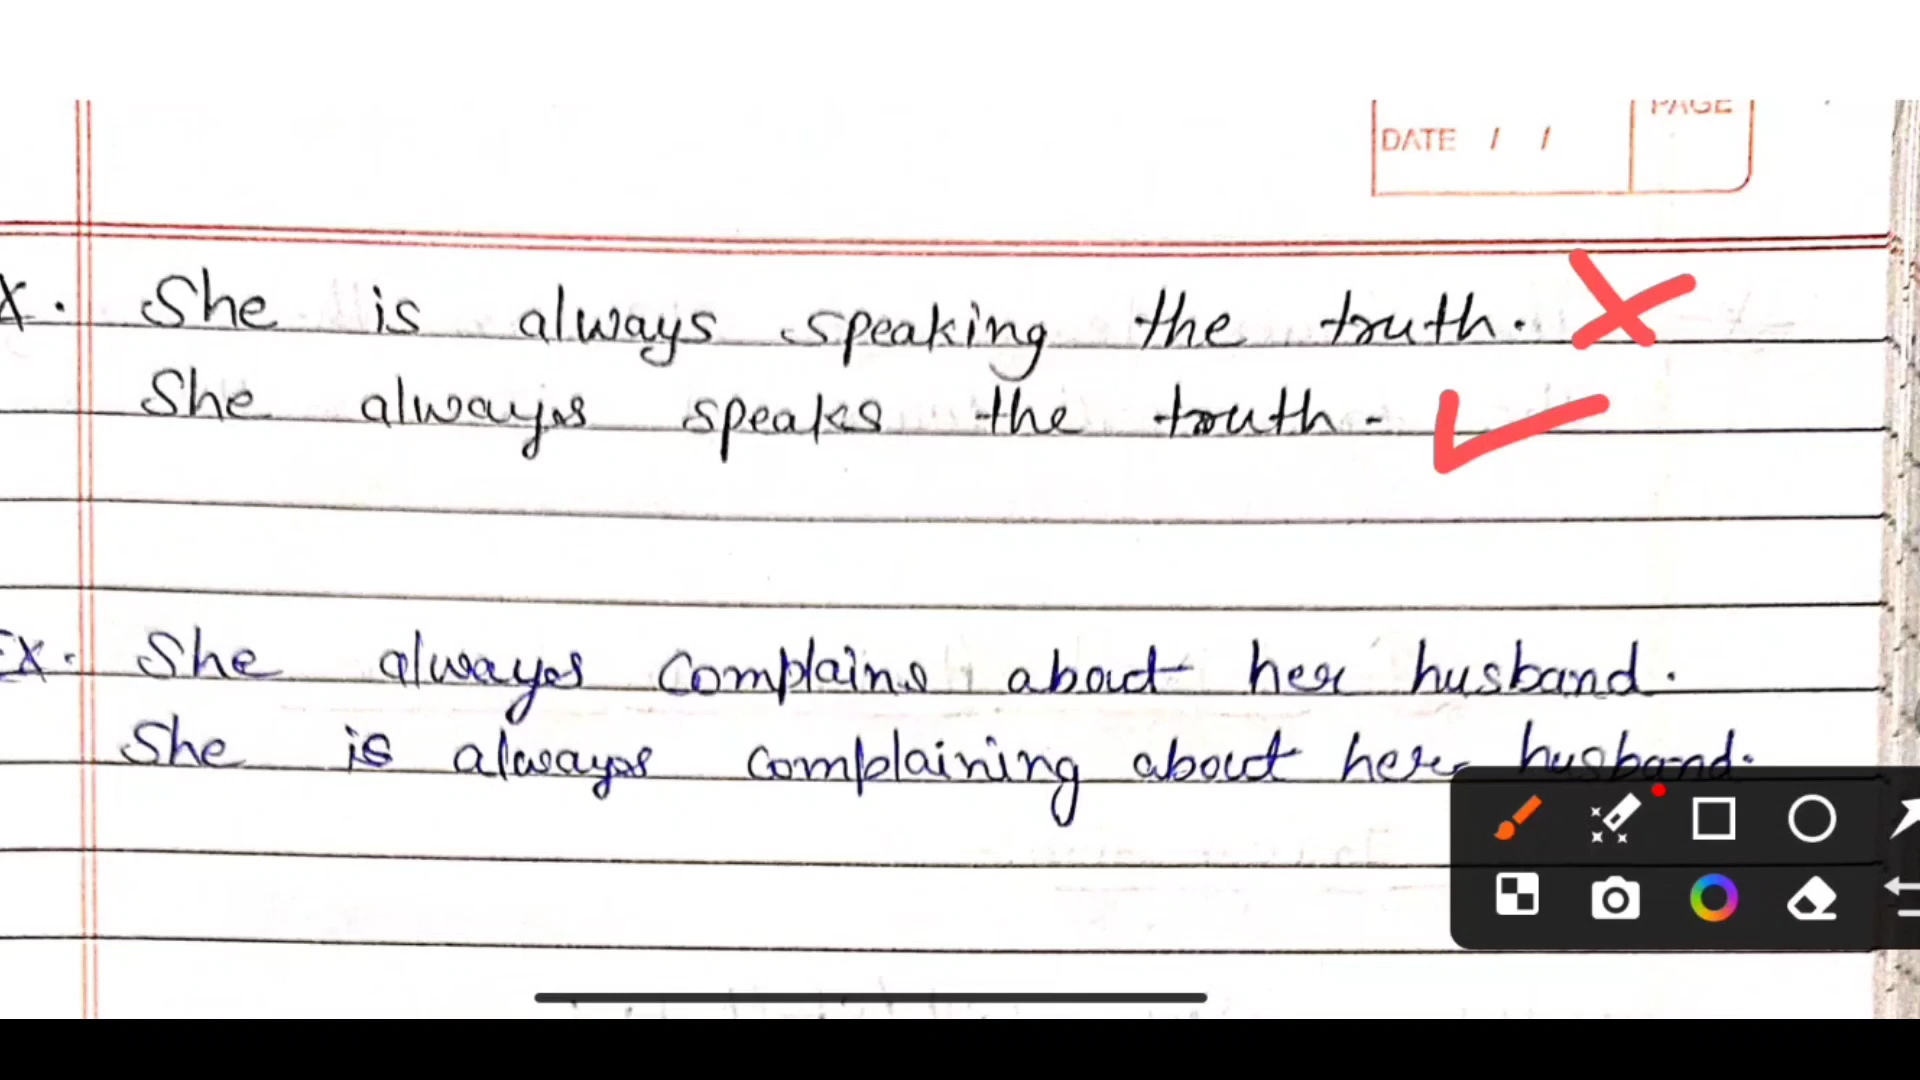 PAGE
DATE / /
X. She is always speaking the truth.
She always speaks the truth.
Ex. She always complains about her husband.
She is always complaining about her husband.